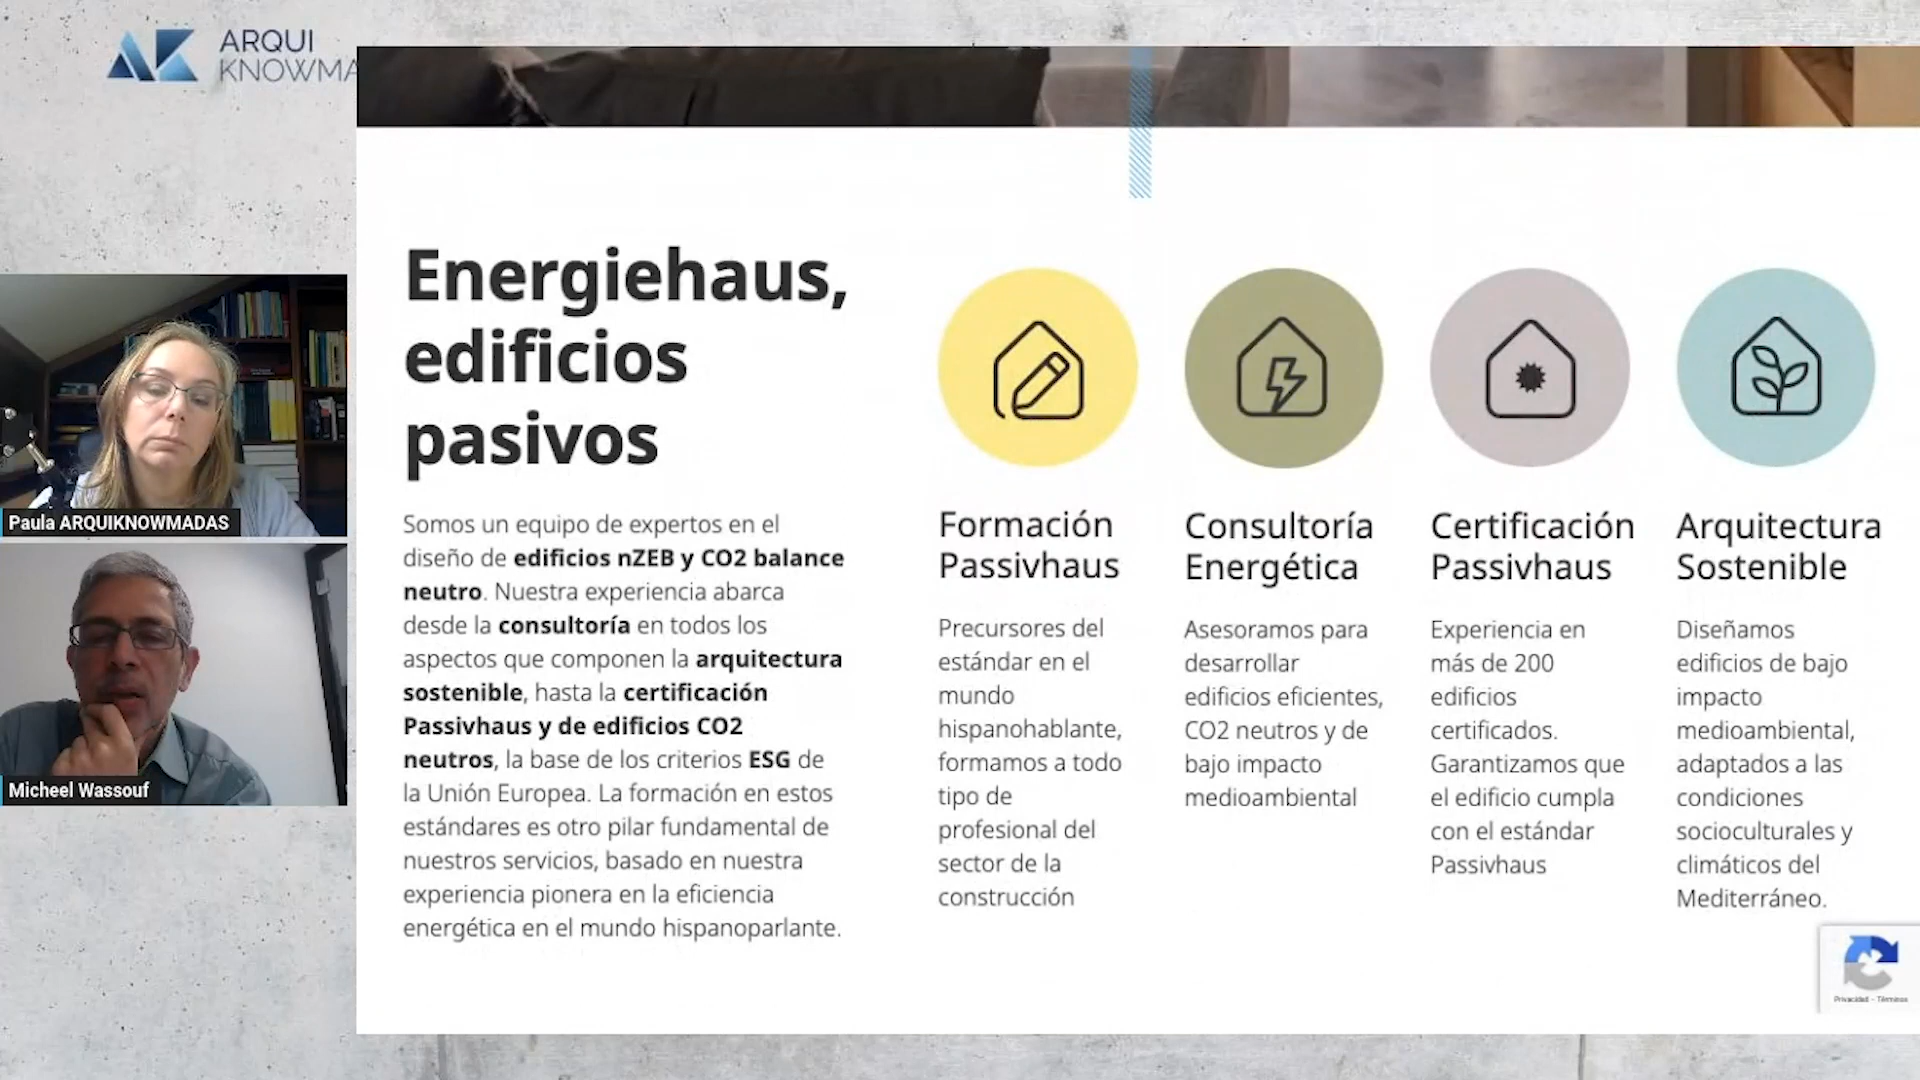 ARQUI
KNOWMA
Energiehaus,
edificios
pasivos
Somos un equipo de expertos en el
diseño de edificios nZEB y CO2 balance
neutro. Nuestra experiencia abarca
desde la consultoría en todos los
aspectos que componen la arquitectura
sostenible, hasta la certificación
Passivhaus y de edificios CO2
neutros, la base de los criterios ESG de
la Unión Europea. La formación en estos
estándares es otro pilar fundamental de
nuestros servicios, basado en nuestra
experiencia pionera en la eficiencia
energética en el mundo hispanoparlante.
Formación
Passivhaus
Precursores del
estándar en el
mundo
hispanohablante,
formamos a todo
tipo de
profesional del
sector de la
construcción
Consultoría
Energética
Asesoramos para
desarrollar
edificios eficientes,
CO2 neutros y de
bajo impacto
medioambiental
Certificación
Passivhaus
Experiencia en
más de 200
edificios
certificados.
Garantizamos que
el edificio cumpla
con el estándar
Passivhaus
Arquitectura
Sostenible
Diseñamos
edificios de bajo
impacto
medioambiental,
adaptados a las
condiciones
socioculturales y
climáticos del
Mediterráneo.
Privacidad - Términos
Paula ARQUIKNOWMADAS
Micheel Wassouf